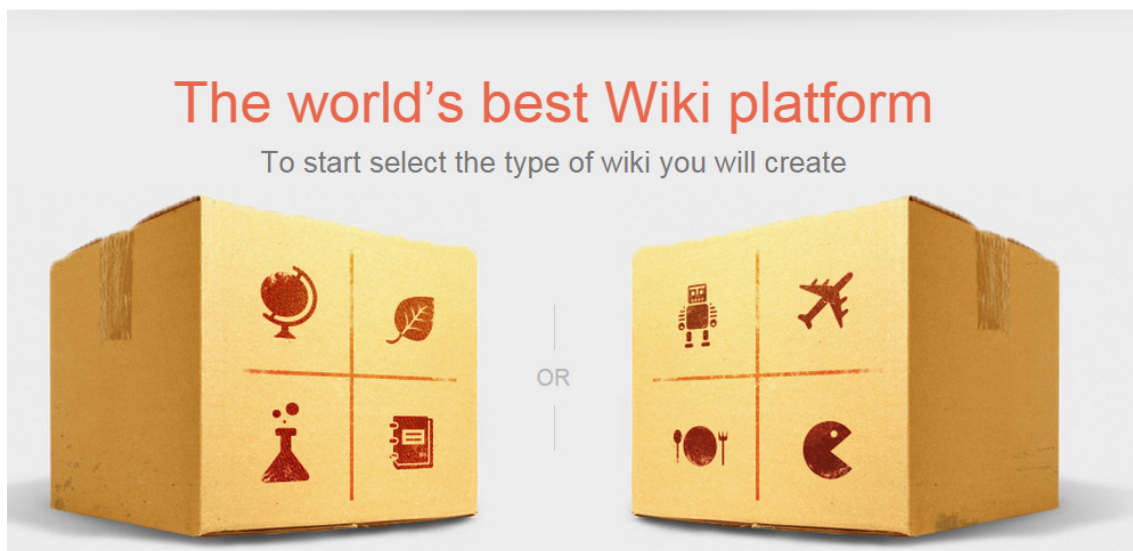 The world’s best Wiki platform
To start select the type of wiki you will create
OR